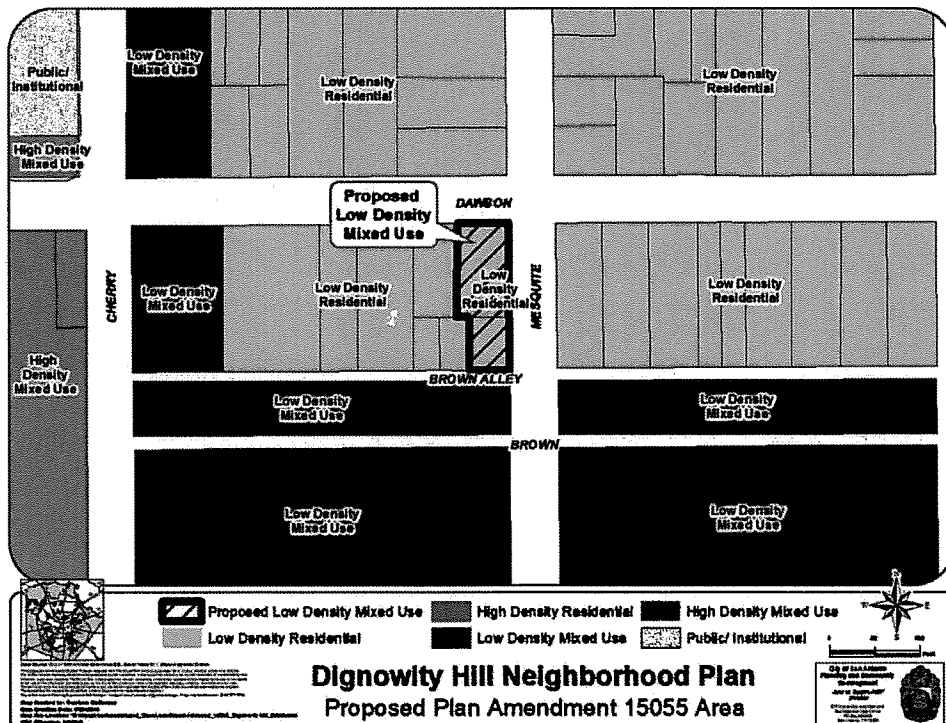 Low Density
Mixed Use
Public/
Institutional
Low Density
Residential
Low Density
Residential
High Density
Mixed Use
Proposed
Low Density
Mixed Use
DAWSON
CHERRY
Low Density
Mixed Use
Low Density
Residential
Low
Density
Residential
MESQUITE
Low Density
Residential
High
Density
Mixed Use
BROWN ALLEY
Low Density
Mixed Use
Low Density
Mixed Use
BROWN
Low Density
Mixed Use
Low Density
Mixed Use
Proposed Low Density Mixed Use
High Density Residential
High Density Mixed Use
Low Density Residential
Low Density Mixed Use
Public/ Institutional
N
E
S
Dignowity Hill Neighborhood Plan
Proposed Plan Amendment 15055 Area